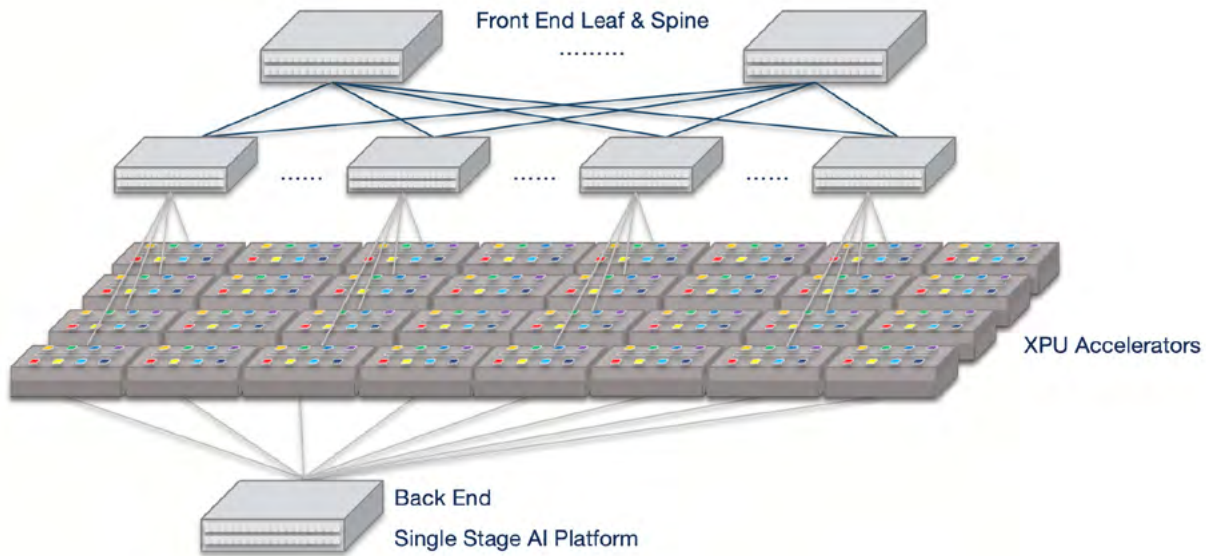 Front End Leaf & Spine
.........
...... ...... ......
XPU Accelerators
Back End
Single Stage AI Platform